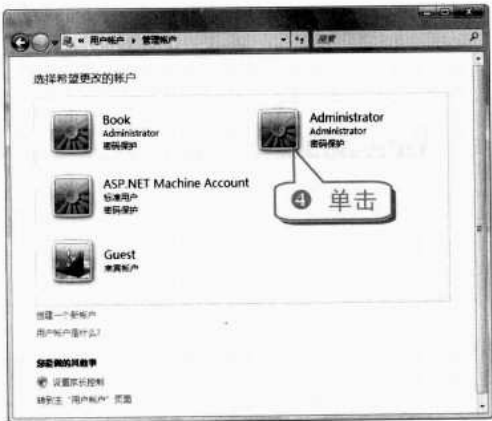 « 用户帐户 ▸ 管理帐户
搜索
选择希望更改的帐户
Book
Administrator
密码保护
Administrator
Administrator
密码保护
ASP.NET Machine Account
标准用户
密码保护
❹ 单击
Guest
来宾帐户
创建一个新帐户
用户帐户是什么?
您能做的其他事
设置家长控制
转到主“用户帐户”页面